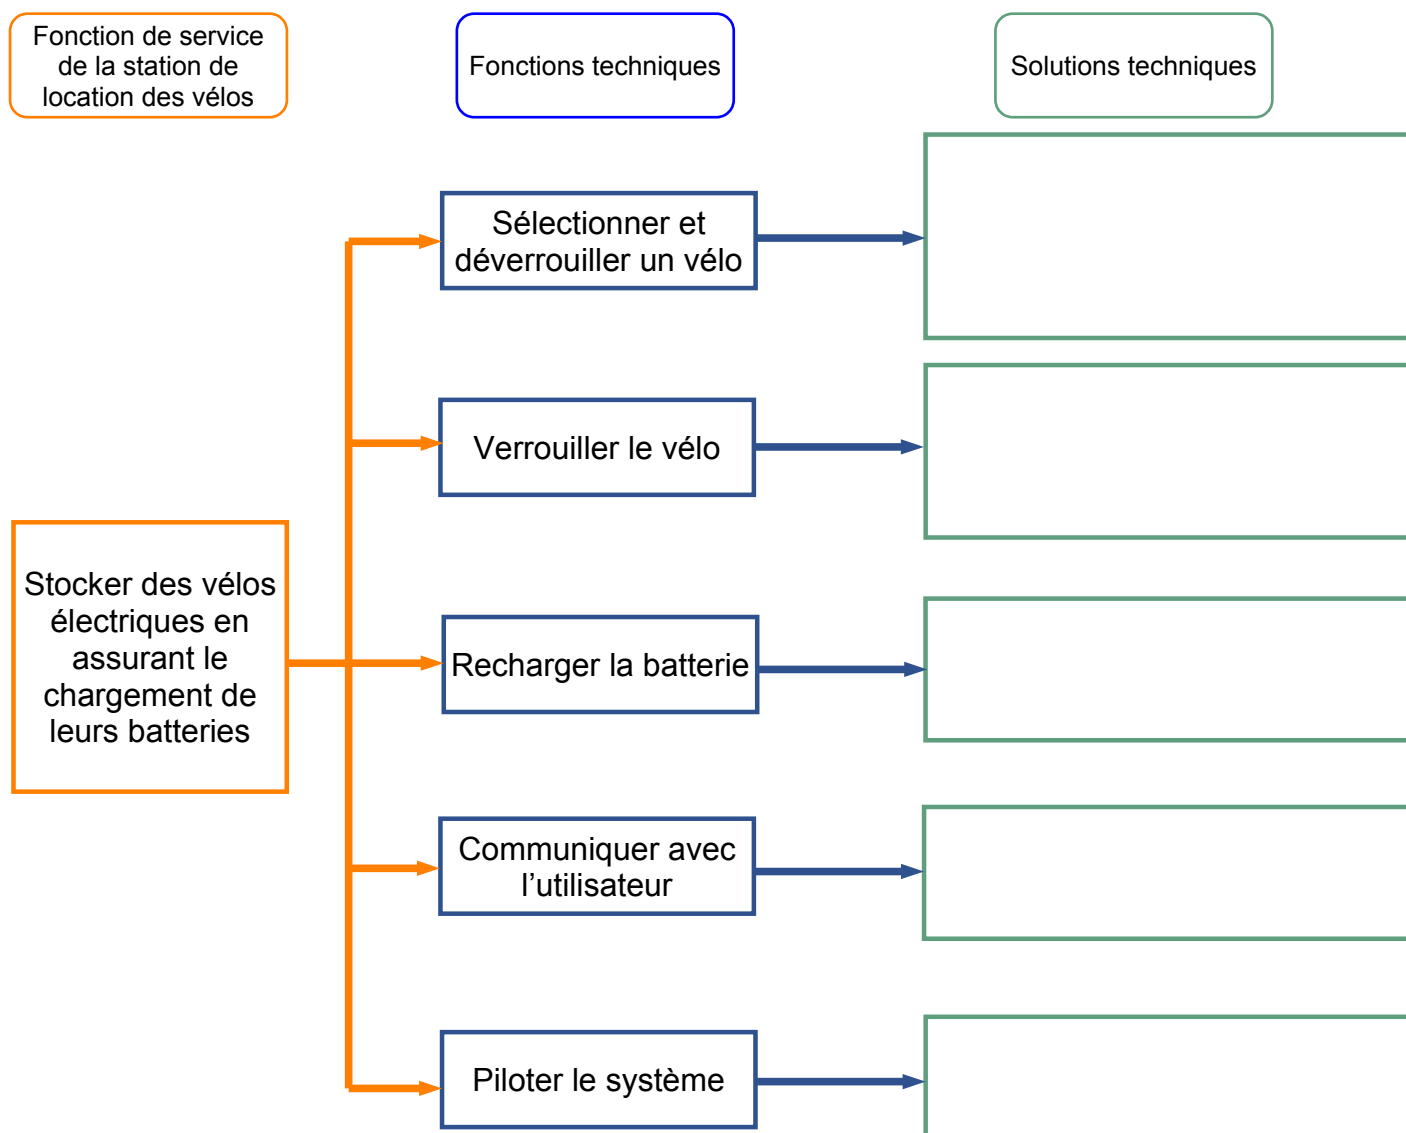 Fonction de service
de la station de
location des vélos
Fonctions techniques
Solutions techniques
Sélectionner et
déverrouiller un vélo
Verrouiller le vélo
Stocker des vélos
électriques en
assurant le
chargement de
leurs batteries
Recharger la batterie
Communiquer avec
l’utilisateur
Piloter le système